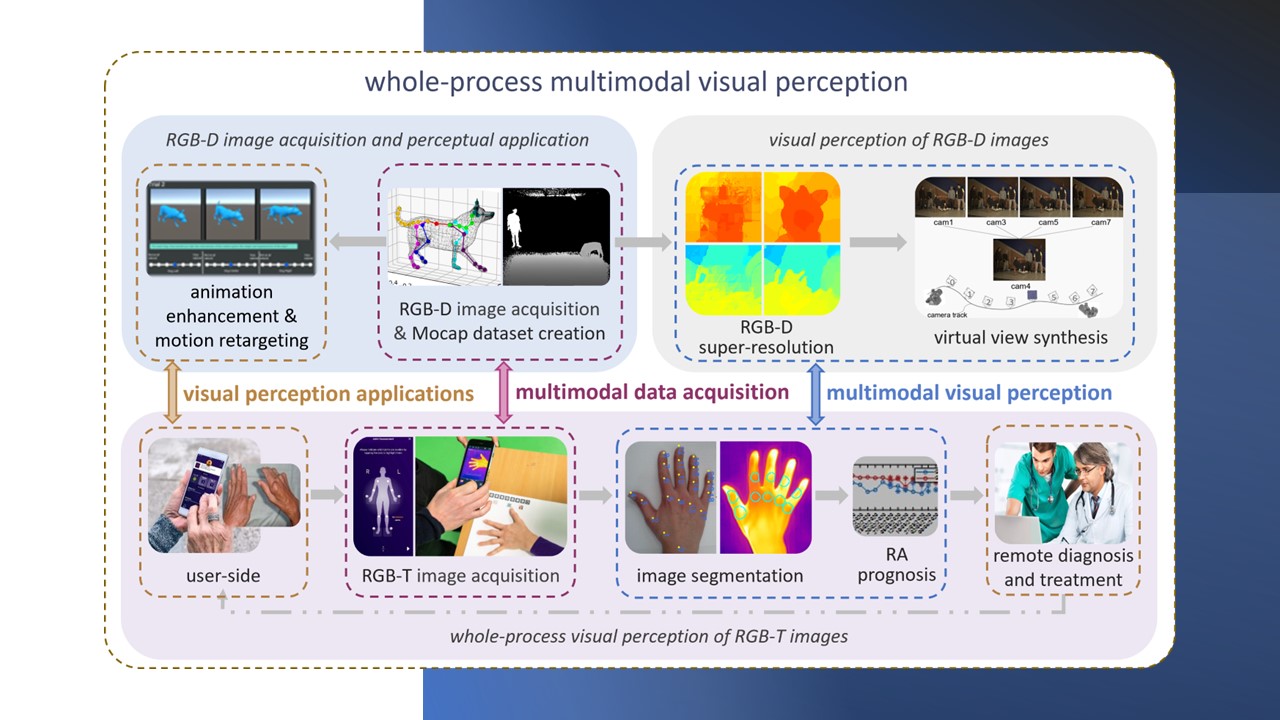 whole-process multimodal visual perception
RGB-D image acquisition and perceptual application
visual perception of RGB-D images
animation
enhancement &
motion retargeting
RGB-D image acquisition
& Mocap dataset creation
RGB-D
super-resolution
cam1 cam3 cam5 cam7
cam4
camera track
virtual view synthesis
visual perception applications
multimodal data acquisition
multimodal visual perception
R L
user-side
RGB-T image acquisition
image segmentation
RA
prognosis
remote diagnosis
and treatment
whole-process visual perception of RGB-T images